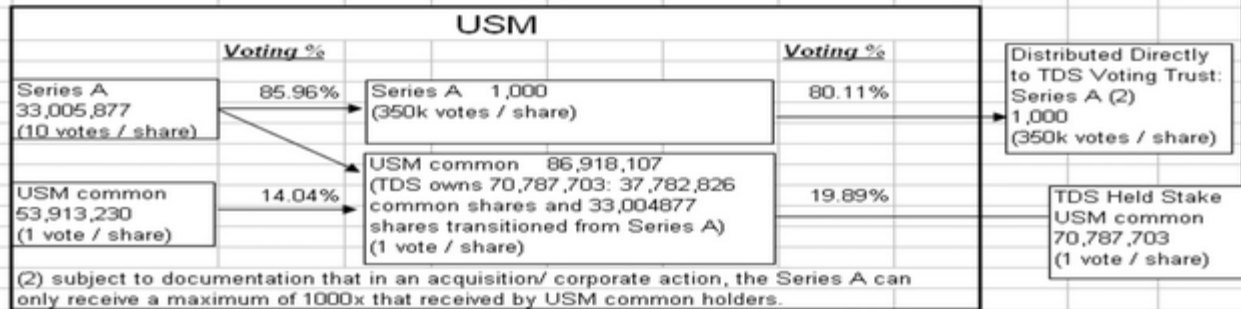 USM
Voting %
Voting %
Series A
33,005,877
(10 votes / share)
85.96%
Series A 1,000
(350k votes / share)
80.11%
Distributed Directly
to TDS Voting Trust:
Series A (2)
1,000
(350k votes / share)
USM common
53,913,230
(1 vote / share)
14.04%
USM common 86,918,107
(TDS owns 70,787,703: 37,782,826
common shares and 33,004877
shares transitioned from Series A)
(1 vote / share)
19.89%
TDS Held Stake
USM common
70,787,703
(1 vote / share)
(2) subject to documentation that in an acquisition/ corporate action, the Series A can
only receive a maximum of 1000x that received by USM common holders.